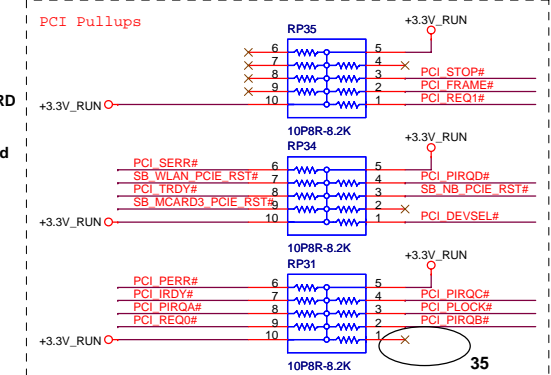 PCI Pullups
RP35
+3.3V_RUN
6 5
7 4
8 3 PCI_STOP#
9 2 PCI_FRAME#
+3.3V_RUN 10 1 PCI_REQ1#
10P8R-8.2K
RD
d
RP34
+3.3V_RUN
PCI_SERR# 6 5
SB_WLAN_PCIE_RST# 7 4 PCI_PIRQD#
PCI_TRDY# 8 3 SB_NB_PCIE_RST#
SB_MCARD3_PCIE_RST# 9 2
+3.3V_RUN 10 1 PCI_DEVSEL#
10P8R-8.2K
RP31
+3.3V_RUN
PCI_PERR# 6 5
PCI_IRDY# 7 4 PCI_PIRQC#
PCI_PIRQA# 8 3 PCI_PLOCK#
PCI_REQ0# 9 2 PCI_PIRQB#
+3.3V_RUN 10 1
10P8R-8.2K
35